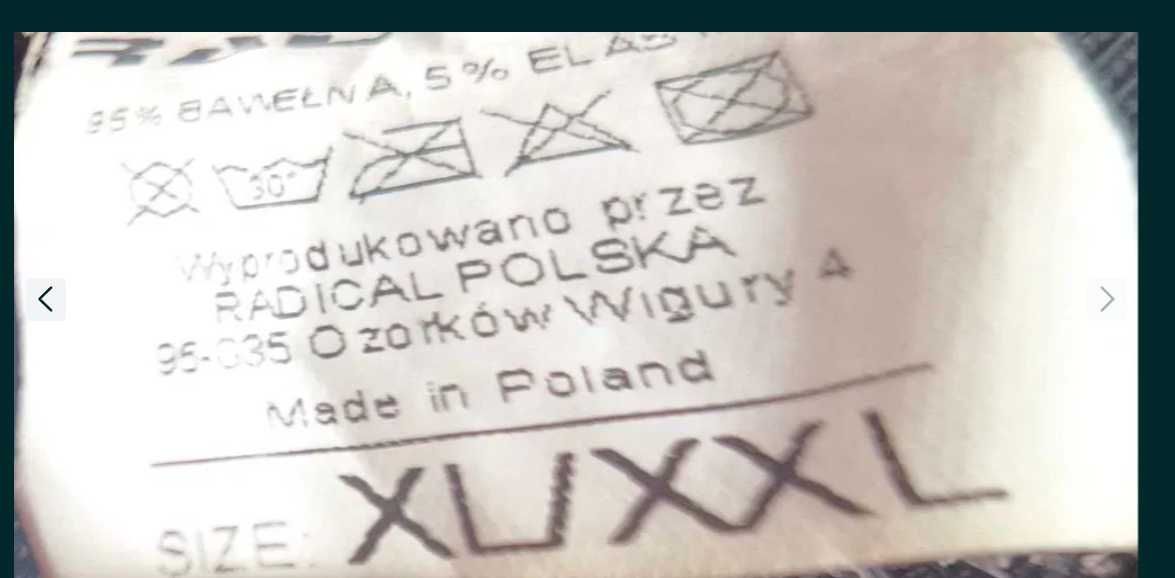 95% BAWEŁNA, 5% ELAS
30°
Wyprodukowano przez
RADICAL POLSKA
95-035 Ozorków Wigury 4
Made in Poland
SIZE: XL/XXL